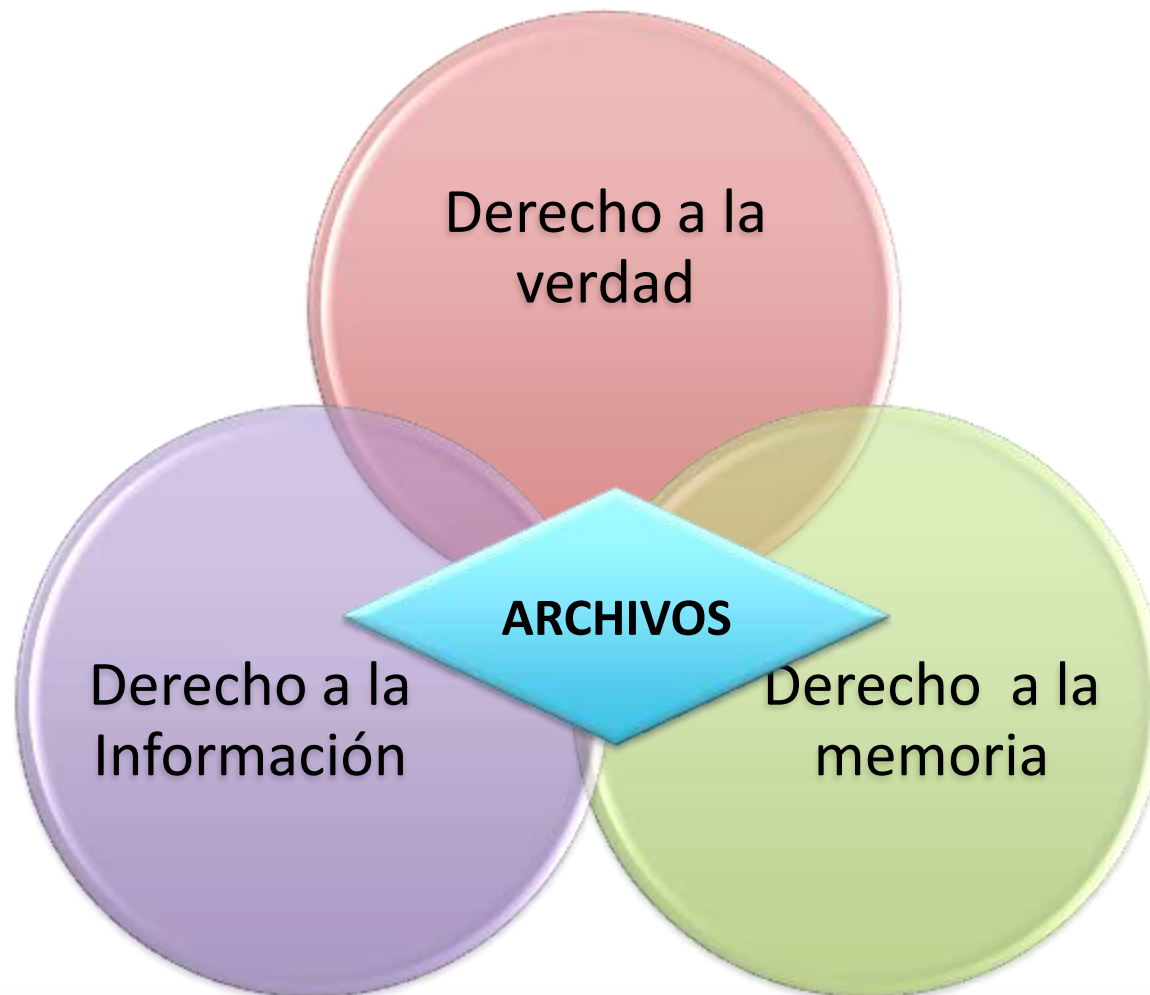 Derecho a la
verdad
ARCHIVOS
Derecho a la
Información
Derecho  a la
memoria